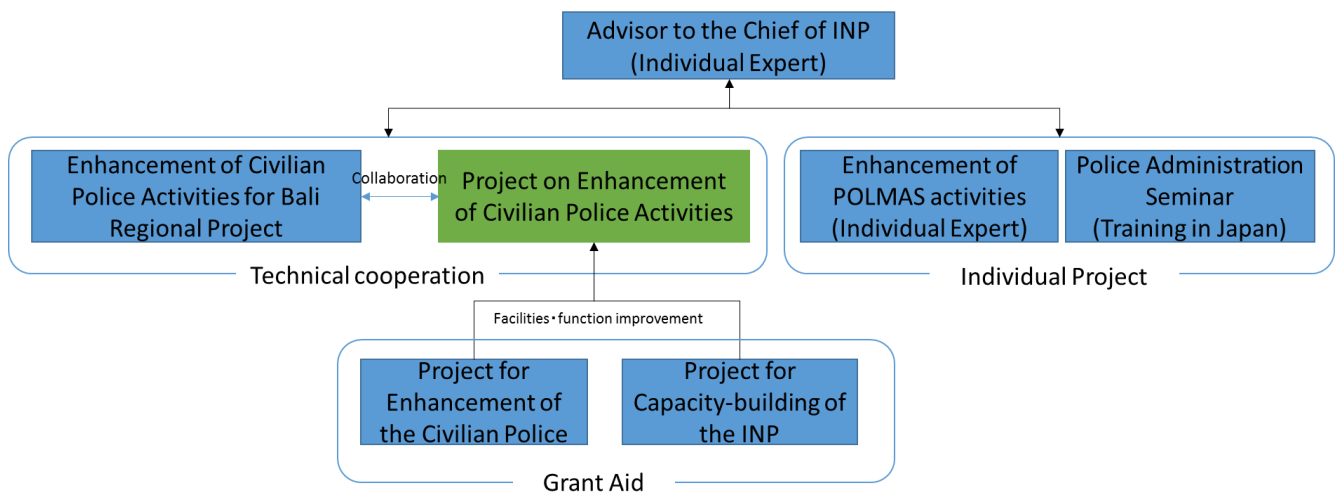 Advisor to the Chief of INP
(Individual Expert)
Enhancement of Civilian
Police Activities for Bali
Regional Project
Collaboration
Project on Enhancement
of Civilian Police Activities
Technical cooperation
Enhancement of
POLMAS activities
(Individual Expert)
Police Administration
Seminar
(Training in Japan)
Individual Project
Facilities・function improvement
Project for
Enhancement of
the Civilian Police
Project for
Capacity-building of
the INP
Grant Aid